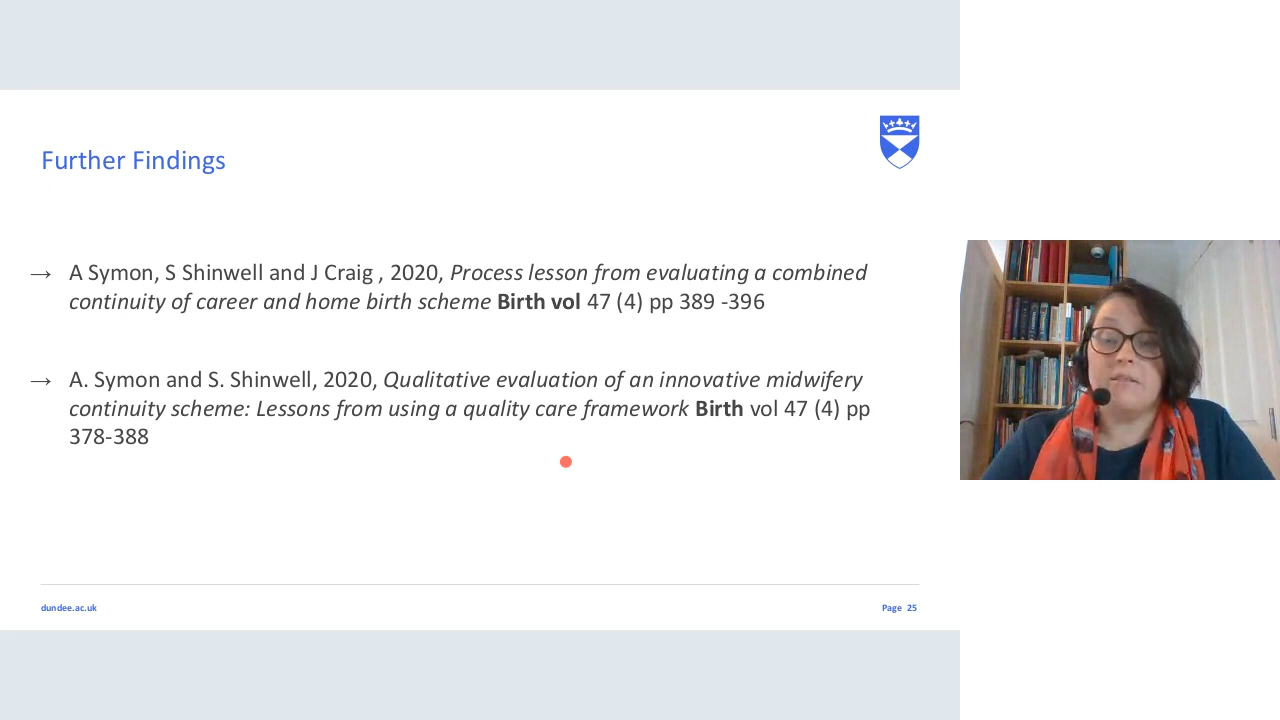 Further Findings
→ A Symon, S Shinwell and J Craig , 2020, Process lesson from evaluating a combined
continuity of career and home birth scheme Birth vol 47 (4) pp 389 -396
→ A. Symon and S. Shinwell, 2020, Qualitative evaluation of an innovative midwifery
continuity scheme: Lessons from using a quality care framework Birth vol 47 (4) pp
378-388
dundee.ac.uk
Page 25